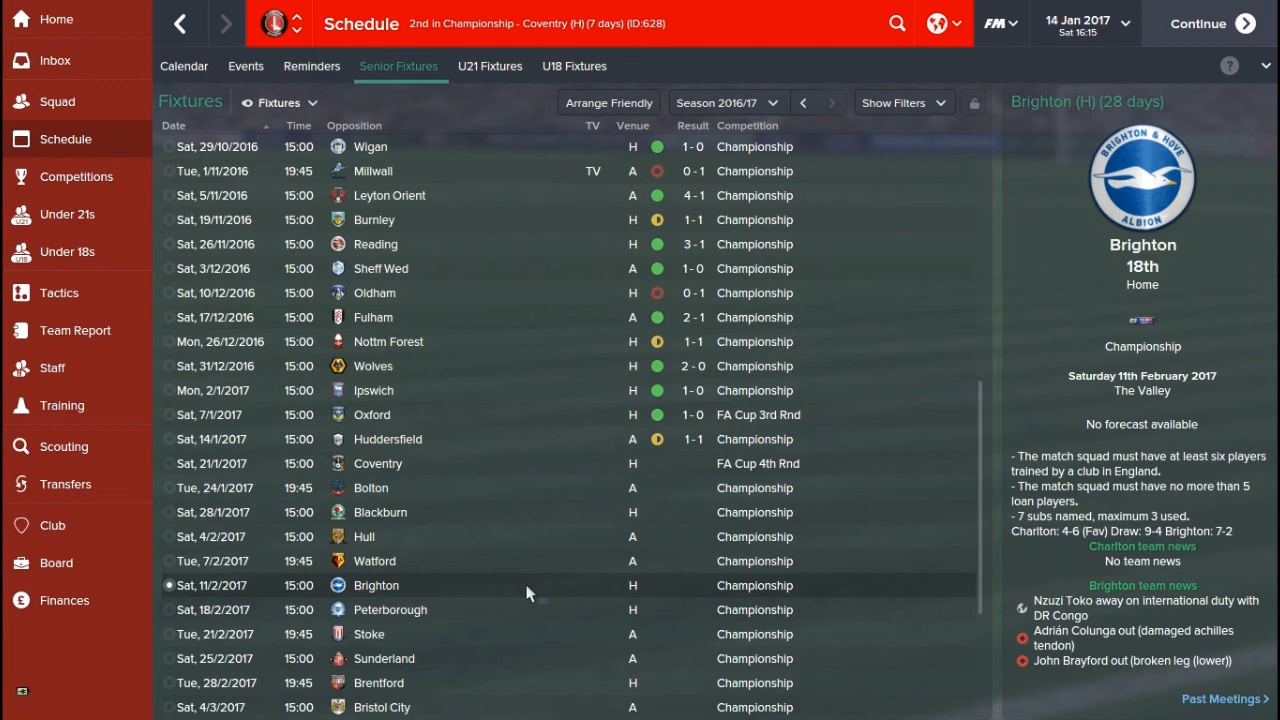 Home
Schedule
2nd in Championship - Coventry (H) (7 days) (ID:628)
FM
14 Jan 2017
Sat 16:15
Continue
Inbox
Squad
Schedule
Competitions
Under 21s
Under 18s
Tactics
Team Report
Staff
Training
Scouting
Transfers
Club
Board
Finances
Calendar Events Reminders Senior Fixtures U21 Fixtures U18 Fixtures ?
Fixtures Fixtures Arrange Friendly Season 2016/17 Show Filters
Date Time Opposition TV Venue Result Competition
Sat, 29/10/2016 15:00 Wigan H 1 - 0 Championship
Tue, 1/11/2016 19:45 Millwall TV A 0 - 1 Championship
Sat, 5/11/2016 15:00 Leyton Orient A 4 - 1 Championship
Sat, 19/11/2016 15:00 Burnley H 1 - 1 Championship
Sat, 26/11/2016 15:00 Reading H 3 - 1 Championship
Sat, 3/12/2016 15:00 Sheff Wed A 1 - 0 Championship
Sat, 10/12/2016 15:00 Oldham H 0 - 1 Championship
Sat, 17/12/2016 15:00 Fulham A 2 - 1 Championship
Mon, 26/12/2016 15:00 Nottm Forest H 1 - 1 Championship
Sat, 31/12/2016 15:00 Wolves H 2 - 0 Championship
Mon, 2/1/2017 15:00 Ipswich H 1 - 0 Championship
Sat, 7/1/2017 15:00 Oxford H 1 - 0 FA Cup 3rd Rnd
Sat, 14/1/2017 15:00 Huddersfield A 1 - 1 Championship
Sat, 21/1/2017 15:00 Coventry H FA Cup 4th Rnd
Tue, 24/1/2017 19:45 Bolton A Championship
Sat, 28/1/2017 15:00 Blackburn H Championship
Sat, 4/2/2017 15:00 Hull A Championship
Tue, 7/2/2017 19:45 Watford A Championship
Sat, 11/2/2017 15:00 Brighton H Championship
Sat, 18/2/2017 15:00 Peterborough H Championship
Tue, 21/2/2017 19:45 Stoke A Championship
Sat, 25/2/2017 15:00 Sunderland A Championship
Tue, 28/2/2017 19:45 Brentford H Championship
Sat, 4/3/2017 15:00 Bristol City A Championship
Brighton (H) (28 days)
BRIGHTON & HOVE
ALBION
Brighton
18th
Home
Championship
Saturday 11th February 2017
The Valley
No forecast available
- The match squad must have at least six players
trained by a club in England.
- The match squad must have no more than 5
loan players.
- 7 subs named, maximum 3 used.
Charlton: 4-6 (Fav) Draw: 9-4 Brighton: 7-2
Charlton team news
No team news
Brighton team news
Nzuzi Toko away on international duty with
DR Congo
Adrián Colunga out (damaged achilles
tendon)
John Brayford out (broken leg (lower))
Past Meetings >